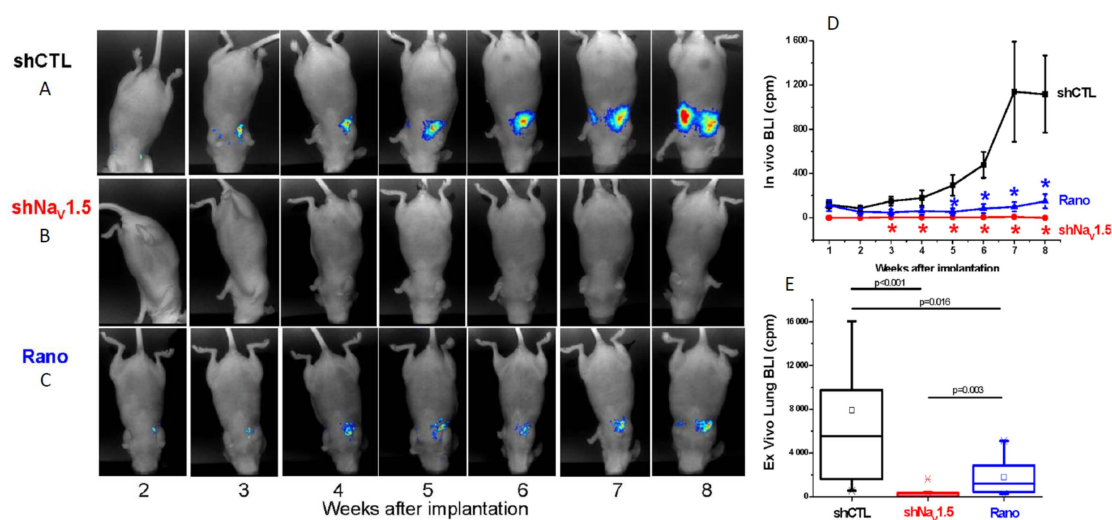 shCTL
A
shNaV1.5
B
Rano
C
2 3 4 5 6 7 8
Weeks after implantation
D
In vivo BLI (cpm)
1 600
1 200
800
400
0
shCTL
Rano
shNaV1.5
* * * *
* * * * * *
1 2 3 4 5 6 7 8
Weeks after implantation
E
p<0.001
p=0.016
p=0.003
Ex Vivo Lung BLI (cpm)
16 000
12 000
8 000
4 000
0
shCTL shNaV1.5 Rano